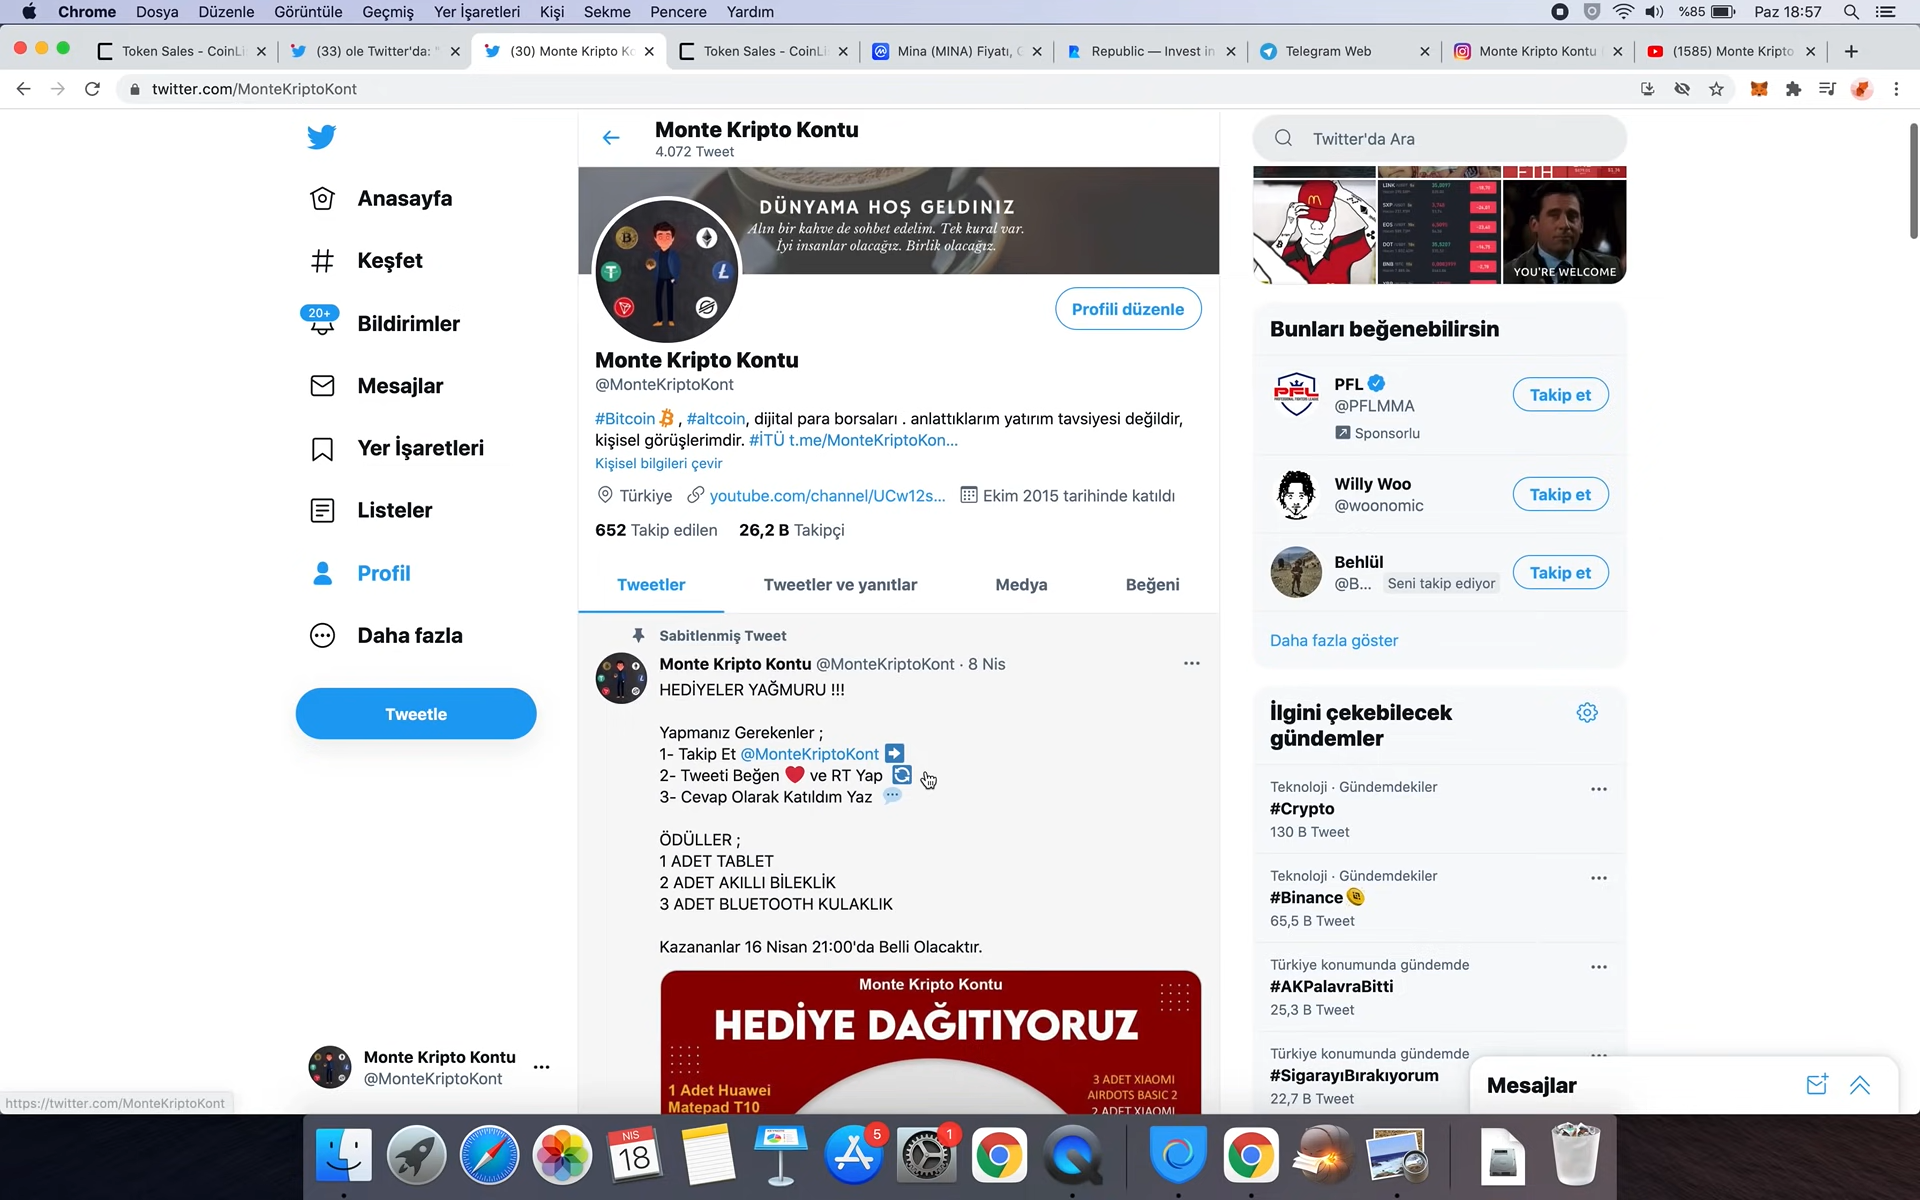 Chrome Dosya Düzenle Görüntüle Geçmiş Yer İşaretleri Kişi Sekme Pencere Yardım %85 Paz 18:57
Token Sales - CoinLi
(33) ole Twitter'da: "
(30) Monte Kripto Ko
Token Sales - CoinLi
Mina (MINA) Fiyatı, G
Republic — Invest in
Telegram Web
Monte Kripto Kontu
(1585) Monte Kripto
twitter.com/MonteKriptoKont
Anasayfa
Keşfet
20+
Bildirimler
Mesajlar
Yer İşaretleri
Listeler
Profil
Daha fazla
Tweetle
Monte Kripto Kontu
@MonteKriptoKont
https://twitter.com/MonteKriptoKont
Monte Kripto Kontu
4.072 Tweet
DÜNYAMA HOŞ GELDINIZ
Alın bir kahve de sohbet edelim. Tek kural var.
İyi insanlar olacağız. Birlik olacağız.
Profili düzenle
Monte Kripto Kontu
@MonteKriptoKont
#Bitcoin , #altcoin, dijital para borsaları . anlattıklarım yatırım tavsiyesi değildir,
kişisel görüşlerimdir. #İTÜ t.me/MonteKriptoKon...
Kişisel bilgileri çevir
Türkiye youtube.com/channel/UCw12s... Ekim 2015 tarihinde katıldı
652 Takip edilen 26,2 B Takipçi
Tweetler Tweetler ve yanıtlar Medya Beğeni
Sabitlenmiş Tweet
Monte Kripto Kontu @MonteKriptoKont · 8 Nis
HEDİYELER YAĞMURU !!!
Yapmanız Gerekenler ;
1- Takip Et @MonteKriptoKont ➡️
2- Tweeti Beğen ❤️ ve RT Yap 🔄
3- Cevap Olarak Katıldım Yaz 💬
ÖDÜLLER ;
1 ADET TABLET
2 ADET AKILLI BİLEKLİK
3 ADET BLUETOOTH KULAKLIK
Kazananlar 16 Nisan 21:00'da Belli Olacaktır.
Monte Kripto Kontu
HEDİYE DAĞITIYORUZ
1 Adet Huawei
Matepad T10
3 ADET XIAOMI
AIRDOTS BASIC 2
2 ADET XIAOMI
Twitter'da Ara
ETH
LINK
SXP
EOS
DOT
BNB
YOU'RE WELCOME
Bunları beğenebilirsin
PFL
@PFLMMA
Sponsorlu
Takip et
Willy Woo
@woonomic
Takip et
Behlül
@B... Seni takip ediyor
Takip et
Daha fazla göster
İlgini çekebilecek
gündemler
Teknoloji · Gündemdekiler
#Crypto
130 B Tweet
Teknoloji · Gündemdekiler
#Binance
65,5 B Tweet
Türkiye konumunda gündemde
#AKPalavraBitti
25,3 B Tweet
Türkiye konumunda gündemde
#SigarayıBırakıyorum
22,7 B Tweet
Mesajlar
NIS
18
5
1